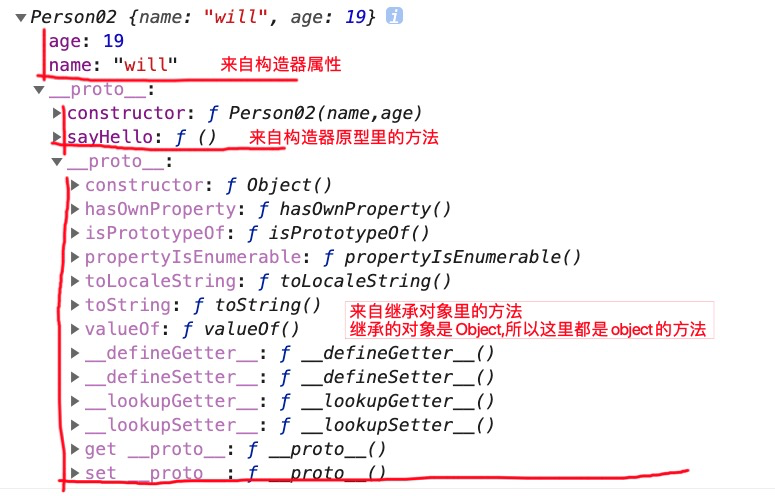 Person02 {name: "will", age: 19} i
age: 19
name: "will" 来自构造器属性
__proto__:
constructor: ƒ Person02(name,age)
sayHello: ƒ () 来自构造器原型里的方法
__proto__:
constructor: ƒ Object()
hasOwnProperty: ƒ hasOwnProperty()
isPrototypeOf: ƒ isPrototypeOf()
propertyIsEnumerable: ƒ propertyIsEnumerable()
toLocaleString: ƒ toLocaleString()
toString: ƒ toString() 来自继承对象里的方法
valueOf: ƒ valueOf() 继承的对象是Object,所以这里都是object的方法
__defineGetter__: ƒ __defineGetter__()
__defineSetter__: ƒ __defineSetter__()
__lookupGetter__: ƒ __lookupGetter__()
__lookupSetter__: ƒ __lookupSetter__()
get __proto__: ƒ __proto__()
set __proto__: ƒ __proto__()